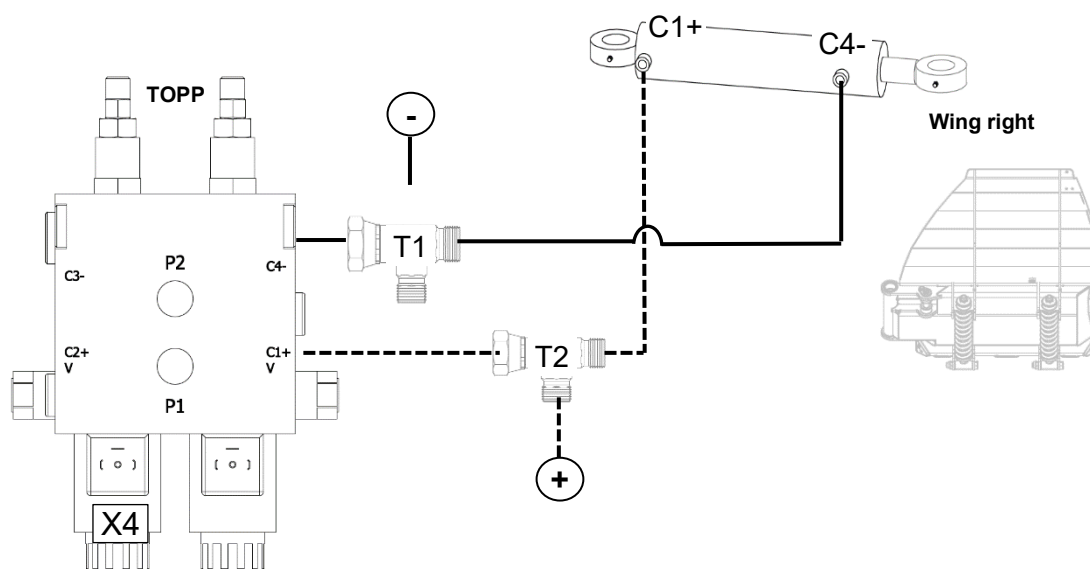 C1+
C4-
TOPP
-
Wing right
T1
P2
C3-
C4-
C2+
V
C1+
V
T2
P1
+
X4